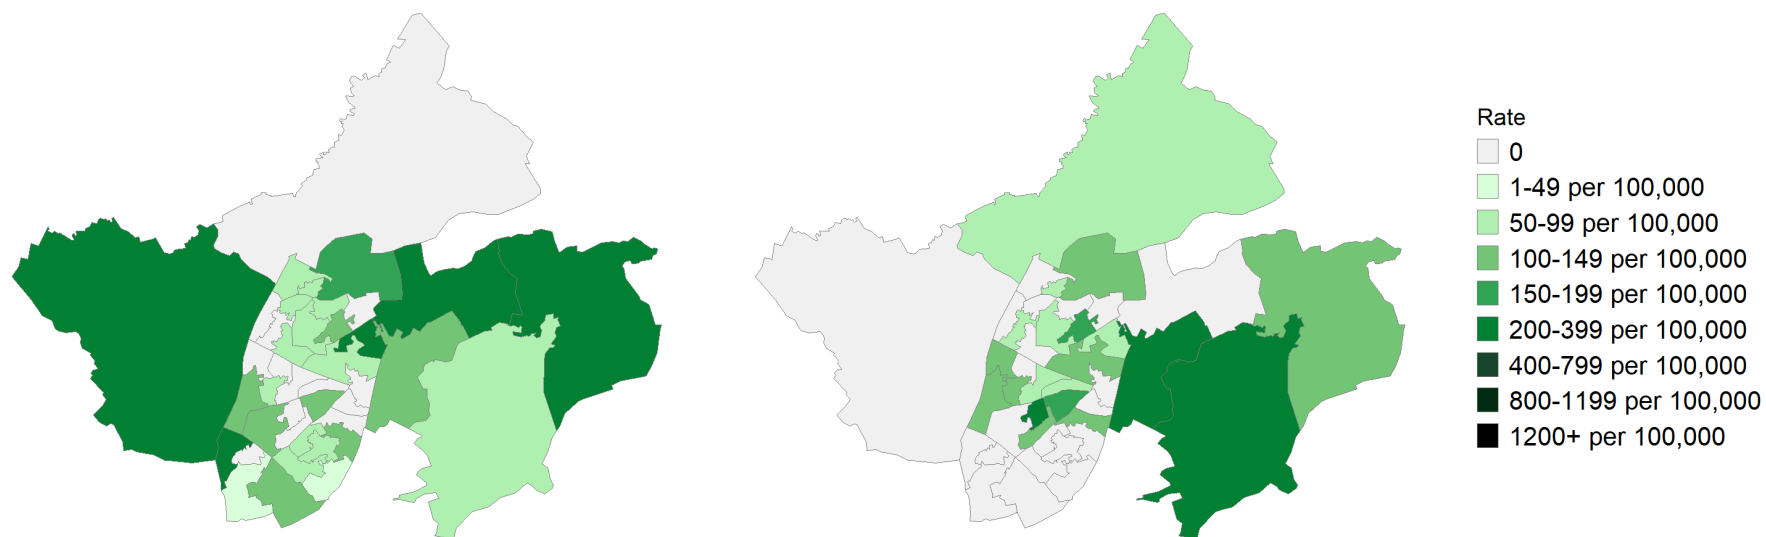 Rate
0
1-49 per 100,000
50-99 per 100,000
100-149 per 100,000
150-199 per 100,000
200-399 per 100,000
400-799 per 100,000
800-1199 per 100,000
1200+ per 100,000